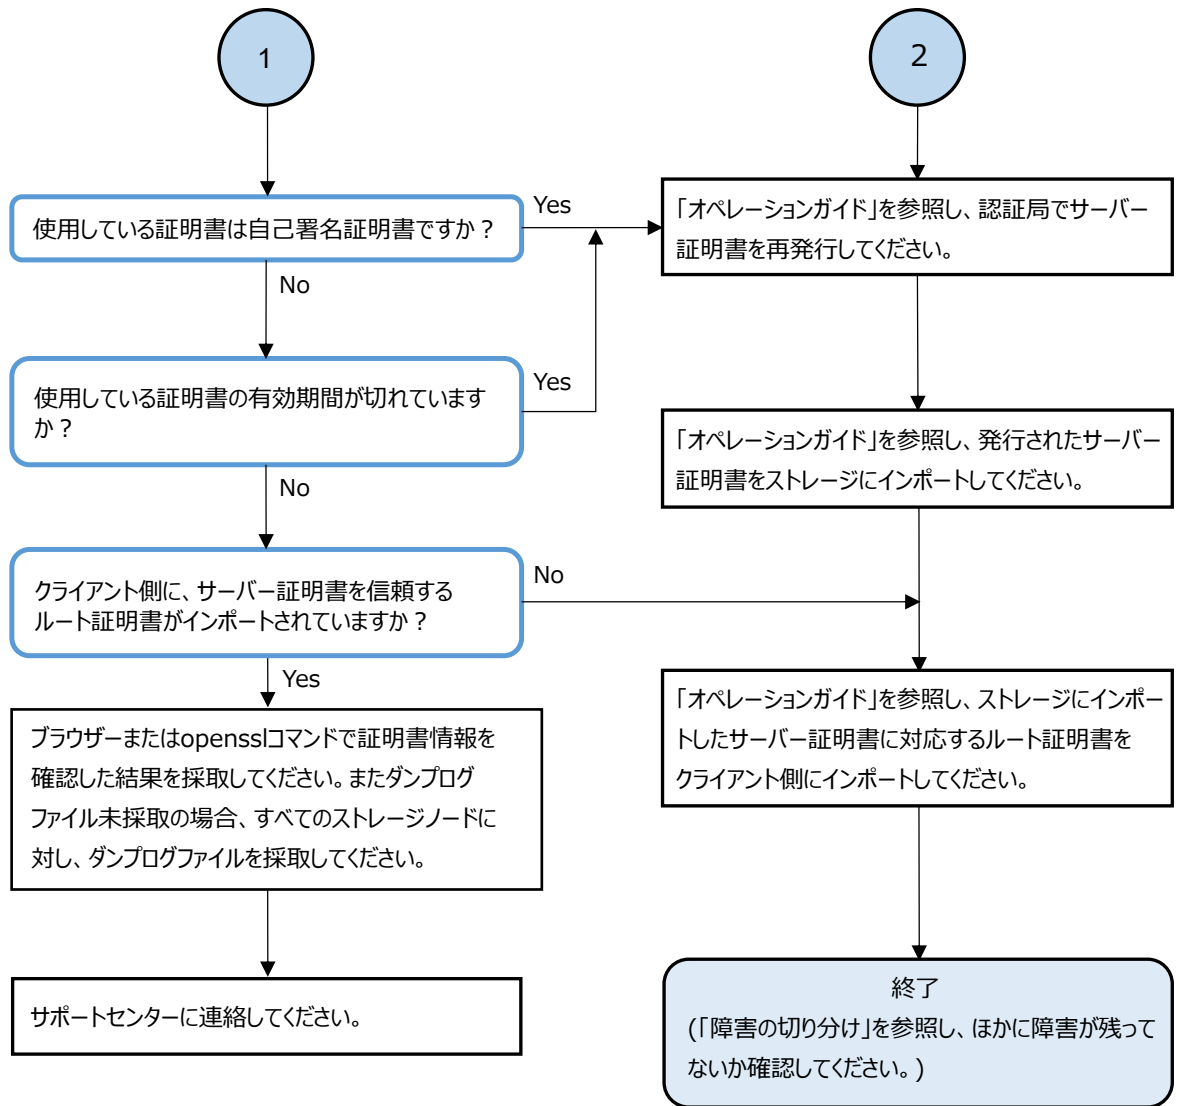 1
使用している証明書は自己署名証明書ですか？
Yes
No
使用している証明書の有効期間が切れています
か？
Yes
No
クライアント側に、サーバー証明書を信頼する
ルート証明書がインポートされていますか？
No
Yes
ブラウザーまたはopensslコマンドで証明書情報を
確認した結果を採取してください。またダンプログ
ファイル未採取の場合、すべてのストレージノードに
対し、ダンプログファイルを採取してください。
サポートセンターに連絡してください。
2
「オペレーションガイド」を参照し、認証局でサーバー
証明書を再発行してください。
「オペレーションガイド」を参照し、発行されたサーバー
証明書をストレージにインポートしてください。
「オペレーションガイド」を参照し、ストレージにインポー
トしたサーバー証明書に対応するルート証明書を
クライアント側にインポートしてください。
終了
(「障害の切り分け」を参照し、ほかに障害が残って
ないか確認してください。)